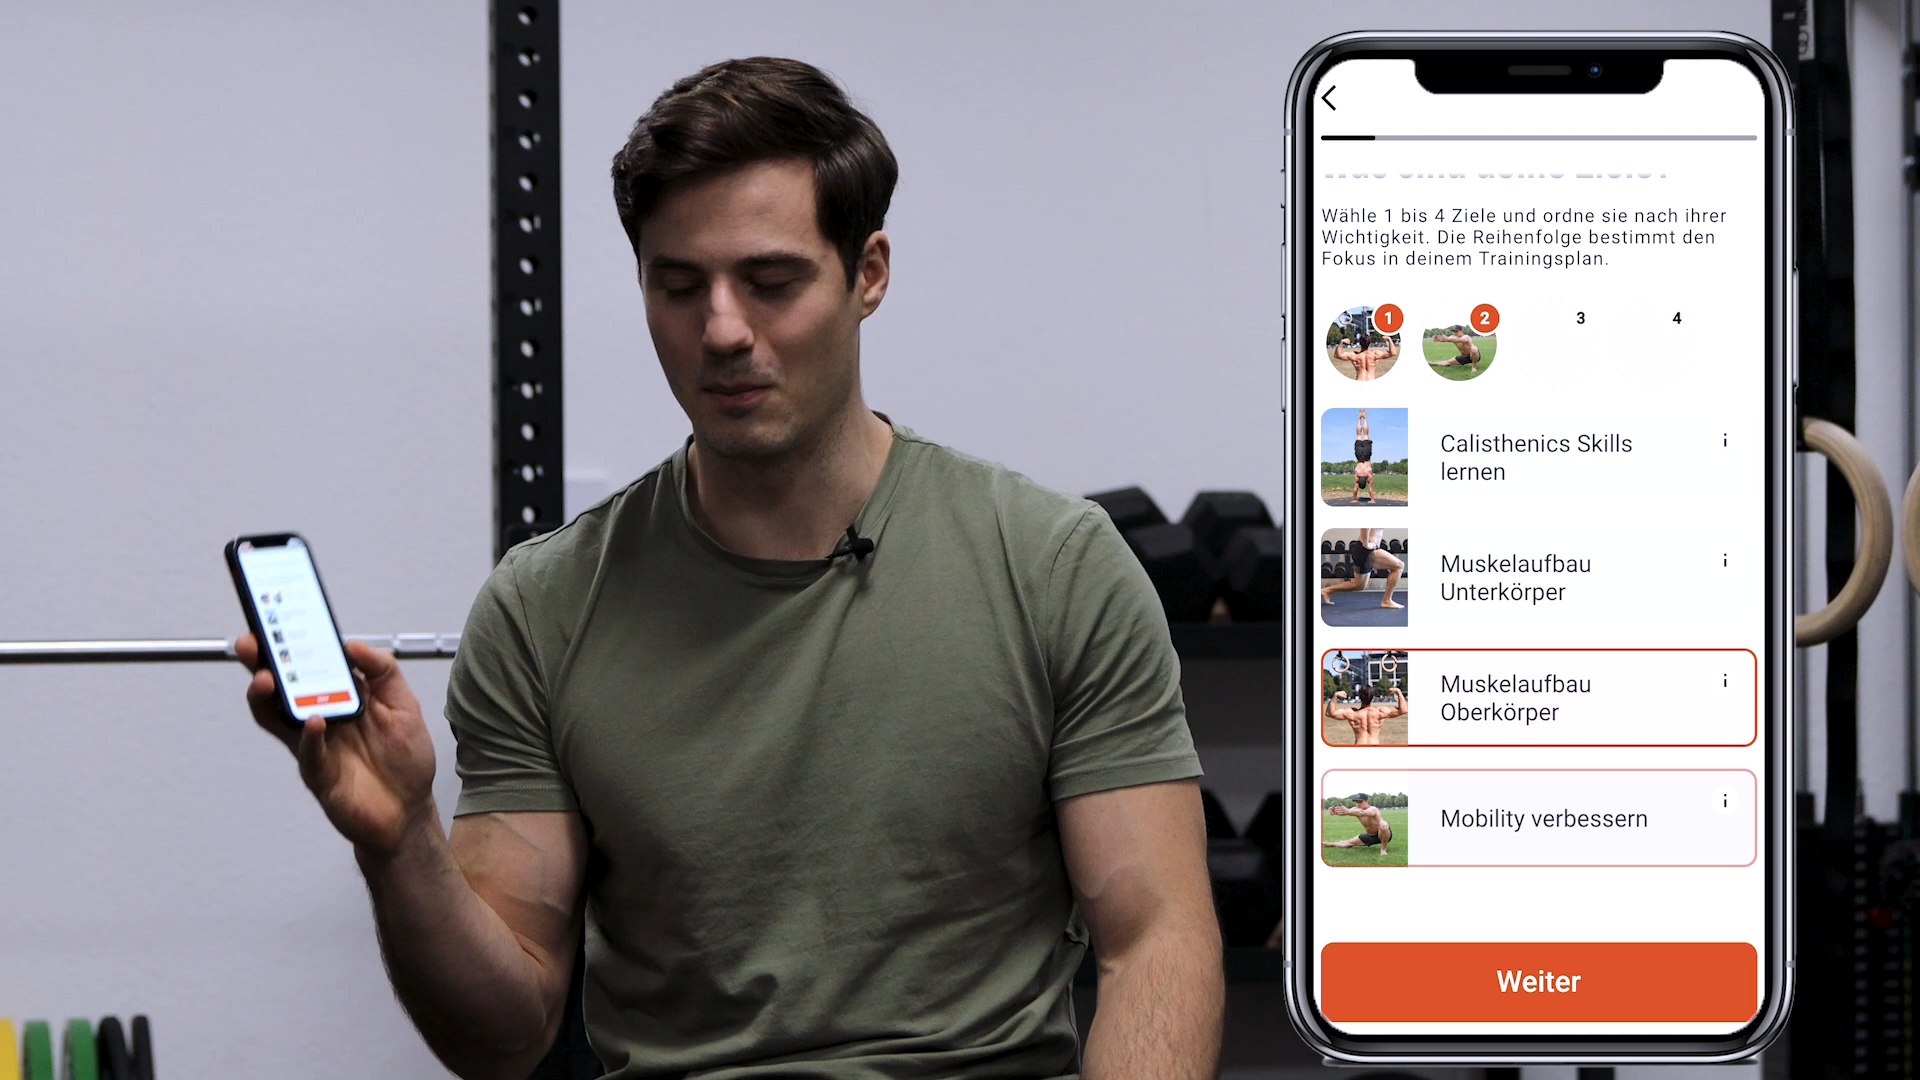 Wähle 1 bis 4 Ziele und ordne sie nach ihrer
Wichtigkeit. Die Reihenfolge bestimmt den
Fokus in deinem Trainingsplan.
1
2
3
4
Calisthenics Skills
lernen
i
Muskelaufbau
Unterkörper
i
Muskelaufbau
Oberkörper
i
Mobility verbessern
i
Weiter